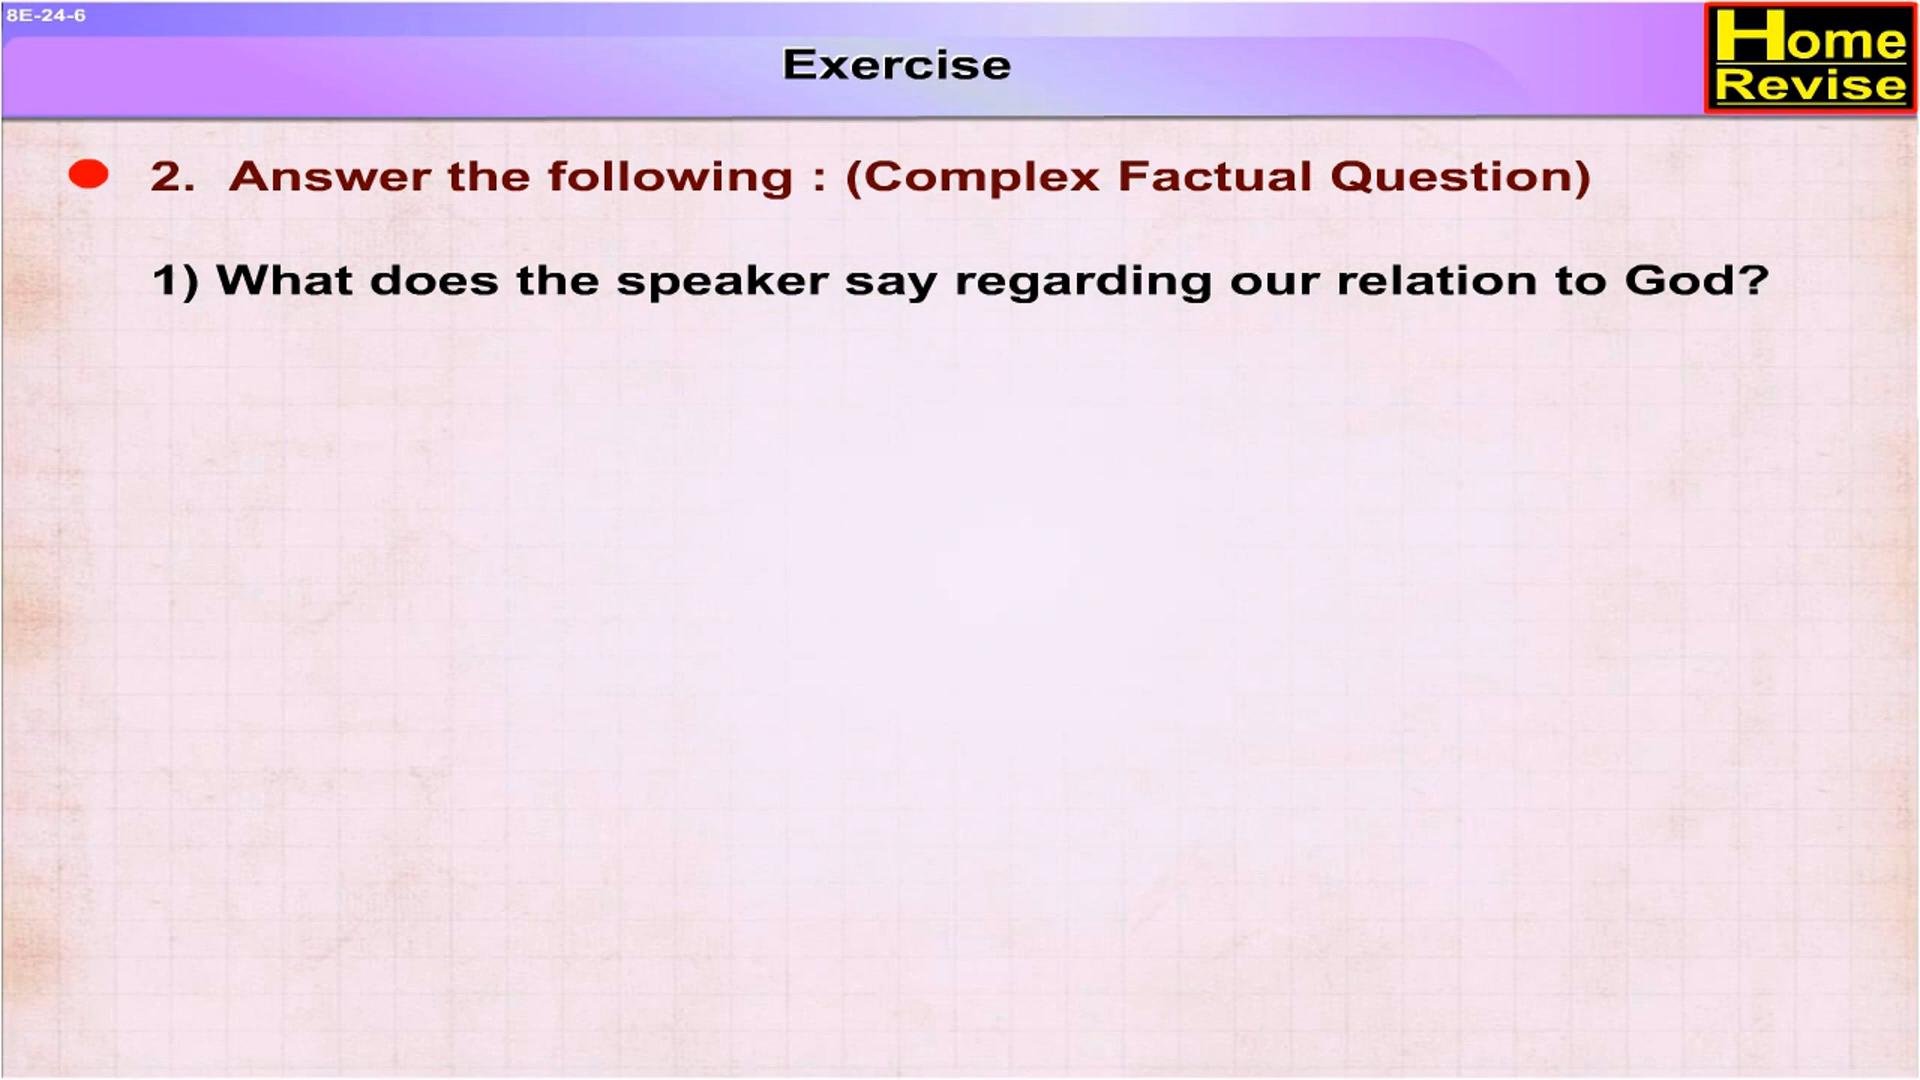 8E-24-6
Exercise
Home
Revise
2. Answer the following : (Complex Factual Question)
1) What does the speaker say regarding our relation to God?